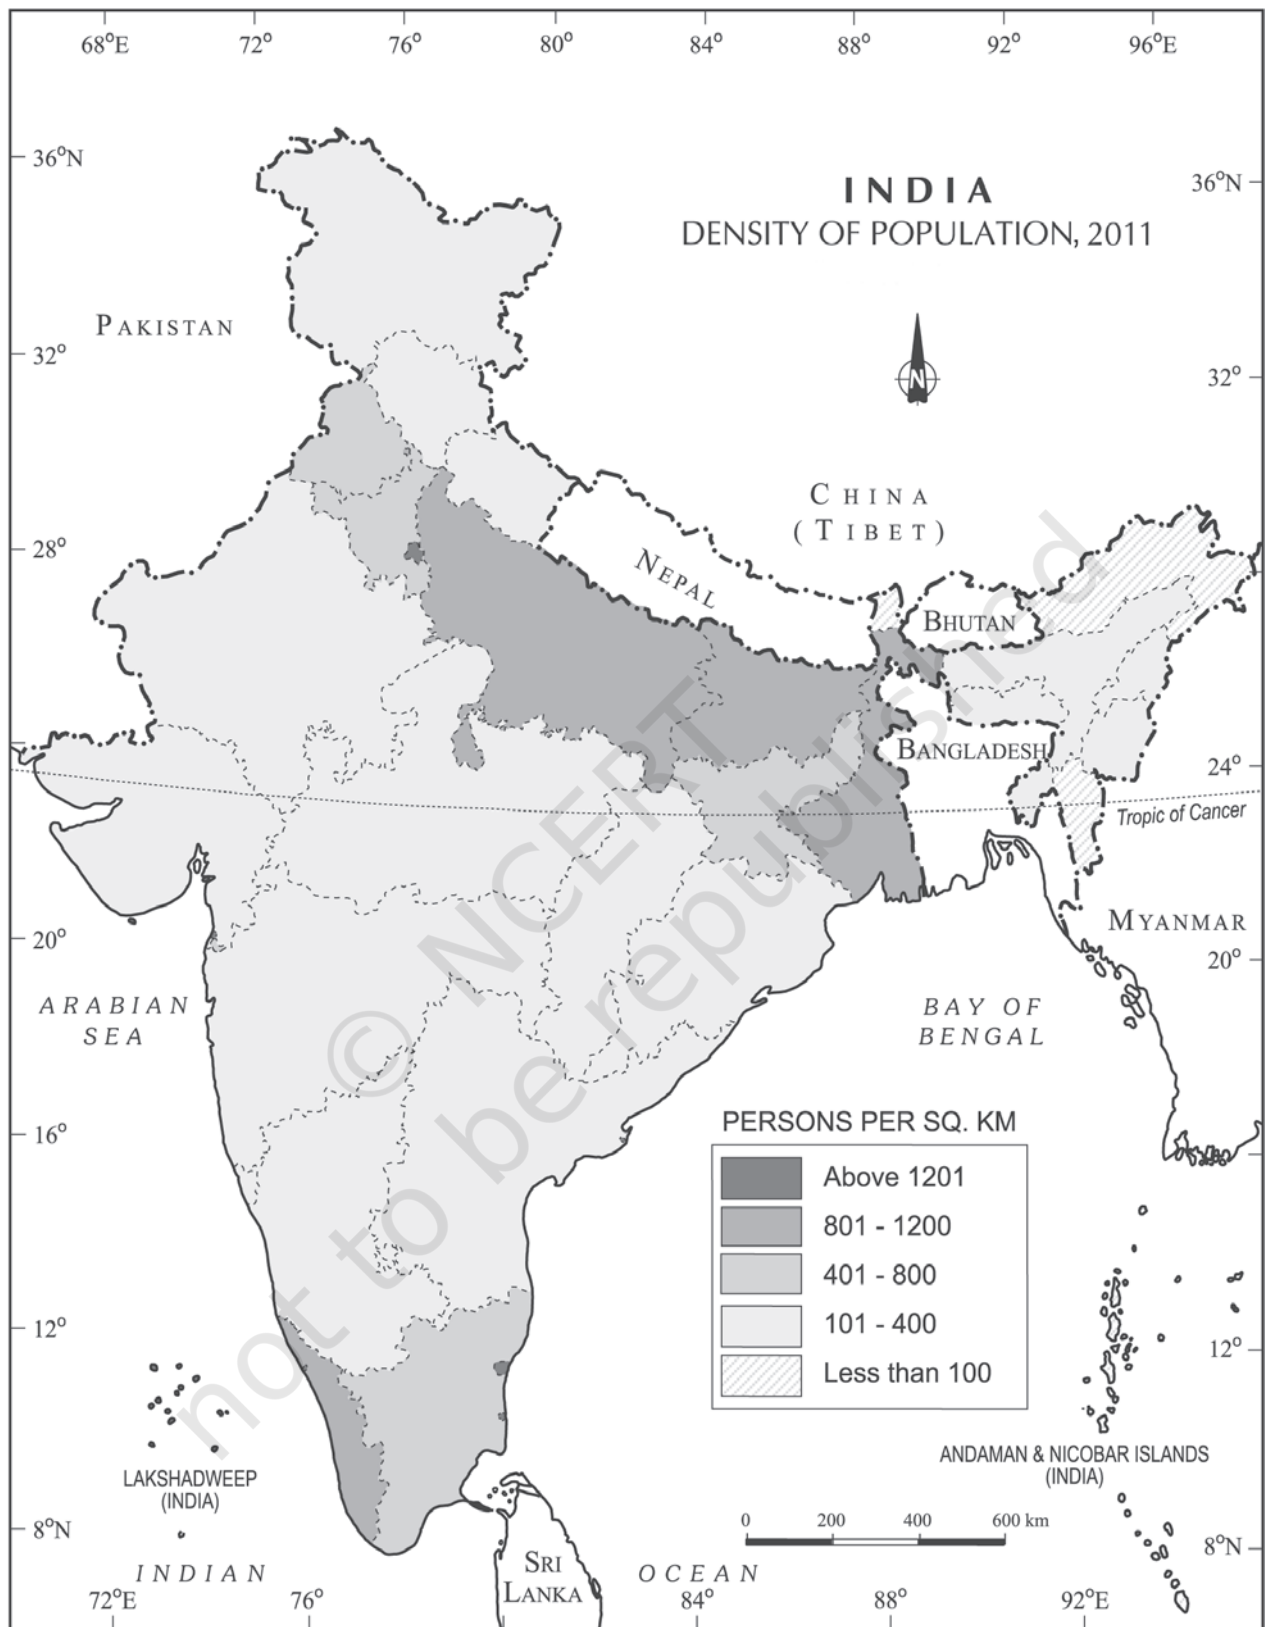 68°E 72° 76° 80° 84° 88° 92° 96°E
36°N
36°N
INDIA
DENSITY OF POPULATION, 2011
PAKISTAN
32°
32°
N
CHINA
(TIBET)
28°
NEPAL
BHUTAN
BANGLADESH
24°
Tropic of Cancer
MYANMAR
20°
20°
ARABIAN
SEA
BAY OF
BENGAL
© NCERT
not to be republished
16°
PERSONS PER SQ. KM
Above 1201
801 - 1200
401 - 800
101 - 400
Less than 100
12°
12°
LAKSHADWEEP
(INDIA)
ANDAMAN & NICOBAR ISLANDS
(INDIA)
0 200 400 600 km
8°N
8°N
SRI
LANKA
INDIAN OCEAN
72°E 76° 84° 88° 92°E